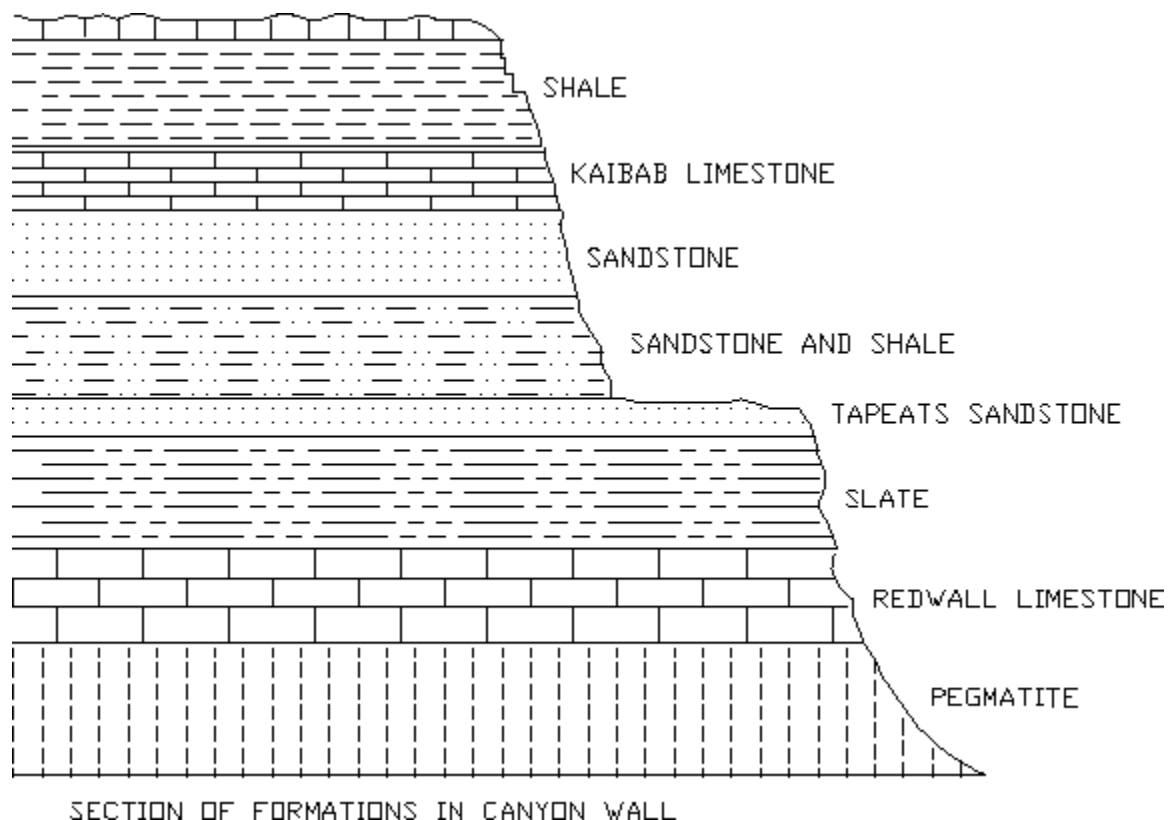 SHALE
KAIBAB LIMESTONE
SANDSTONE
SANDSTONE AND SHALE
TAPEATS SANDSTONE
SLATE
REDWALL LIMESTONE
PEGMATITE
SECTION OF FORMATIONS IN CANYON WALL